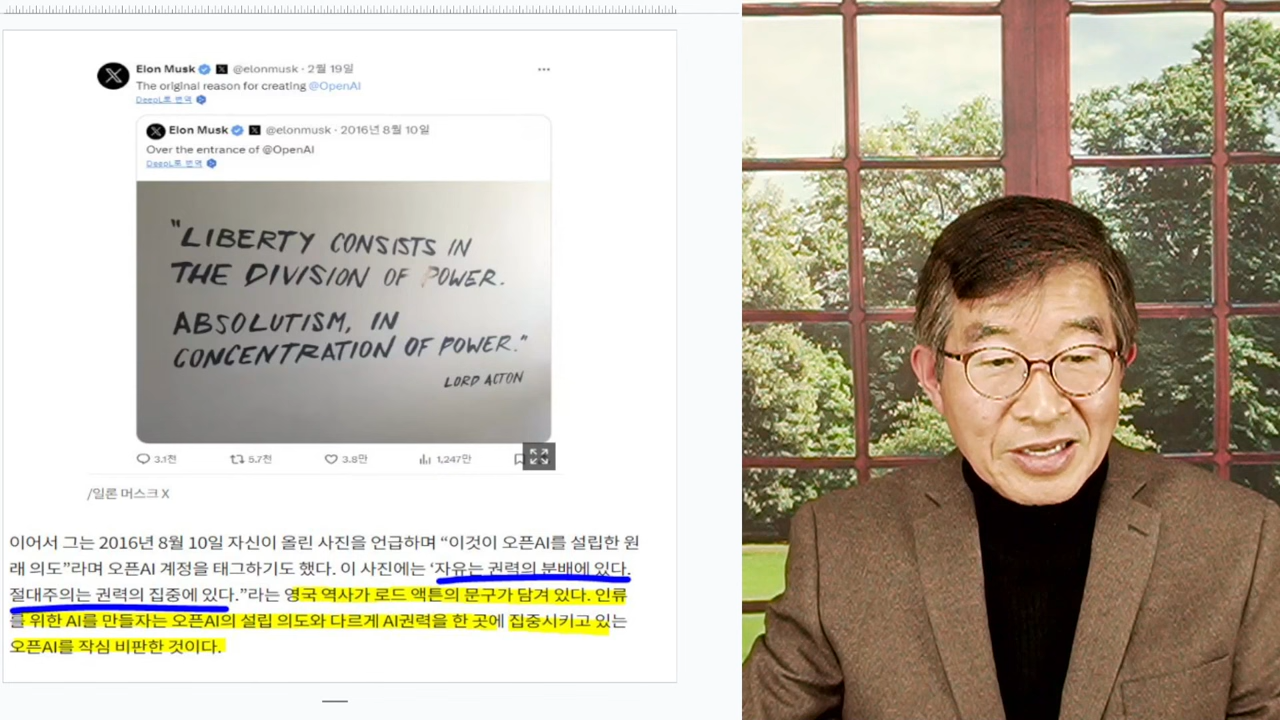 Elon Musk @elonmusk · 2월 19일
The original reason for creating @OpenAI
DeepL로 번역
Elon Musk @elonmusk · 2016년 8월 10일
Over the entrance of @OpenAI
DeepL로 번역
"LIBERTY CONSISTS IN
THE DIVISION OF POWER.
ABSOLUTISM, IN
CONCENTRATION OF POWER."
LORD ACTON
3.1천 5.7천 3.8만 1,247만
/일론 머스크 X
이어서 그는 2016년 8월 10일 자신이 올린 사진을 언급하며 “이것이 오픈AI를 설립한 원
래 의도”라며 오픈AI 계정을 태그하기도 했다. 이 사진에는 ‘자유는 권력의 분배에 있다.
절대주의는 권력의 집중에 있다.”라는 영국 역사가 로드 액튼의 문구가 담겨 있다. 인류
를 위한 AI를 만들자는 오픈AI의 설립 의도와 다르게 AI권력을 한 곳에 집중시키고 있는
오픈AI를 작심 비판한 것이다.